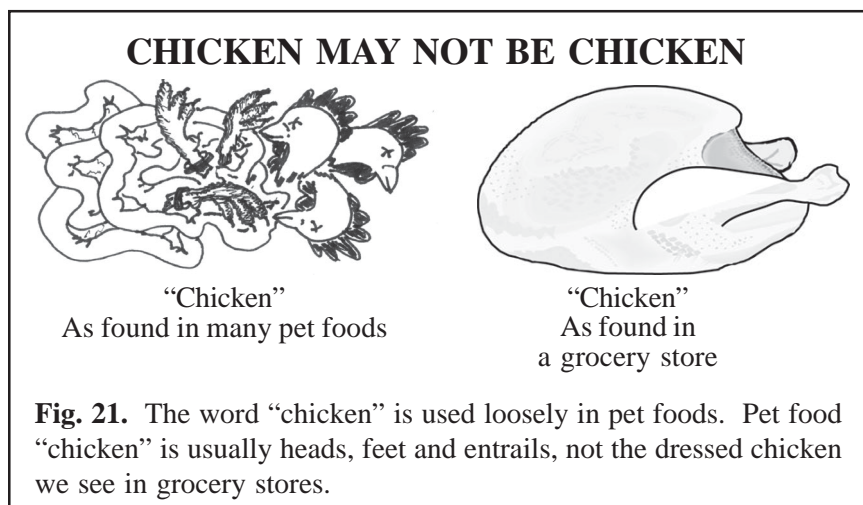 CHICKEN MAY NOT BE CHICKEN
“Chicken”
As found in many pet foods
“Chicken”
As found in
a grocery store
Fig. 21. The word “chicken” is used loosely in pet foods. Pet food
“chicken” is usually heads, feet and entrails, not the dressed chicken
we see in grocery stores.